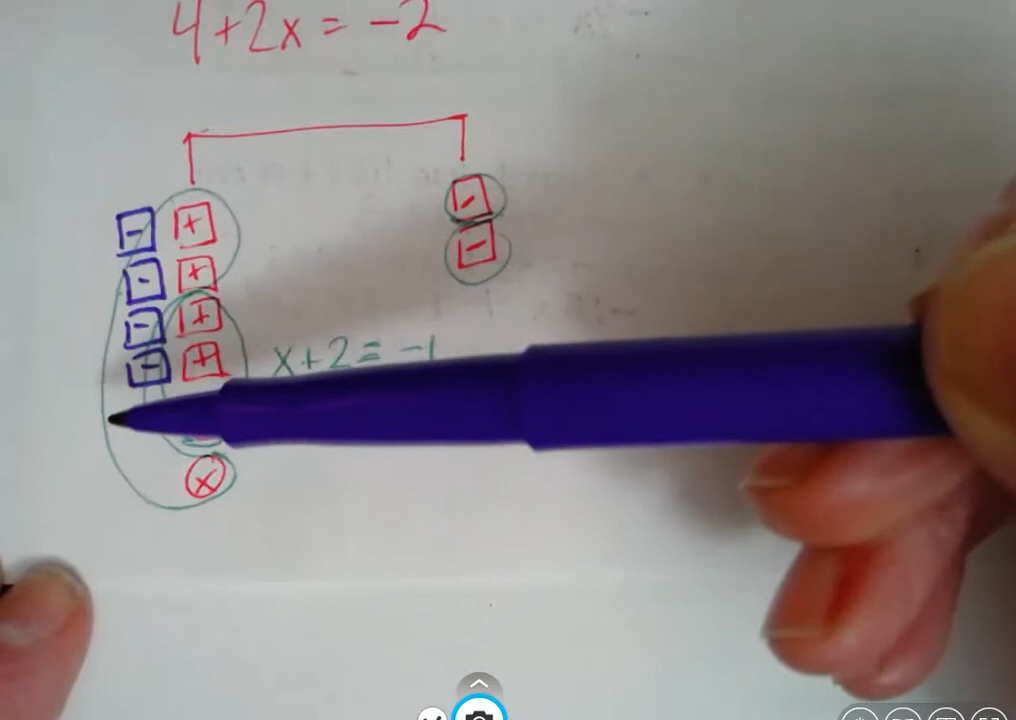 4+2x = -2
- + -
- + -
- +
- + x+2 = -1
x